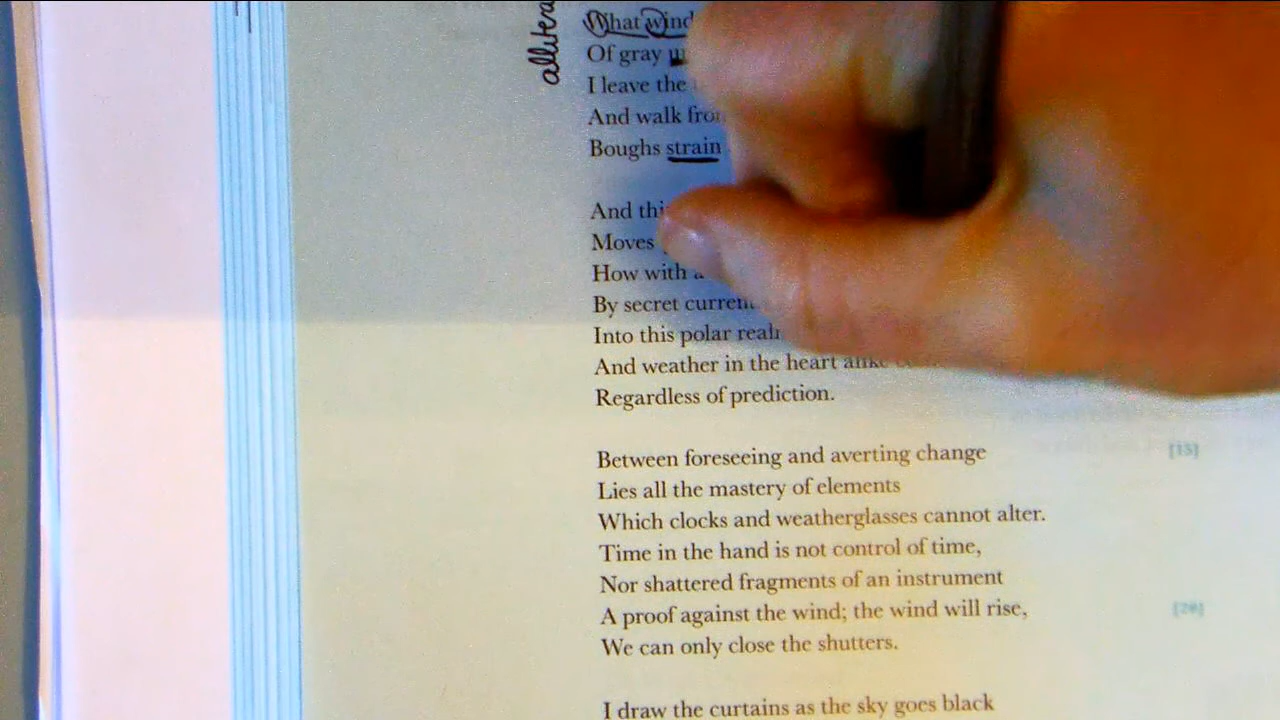 allitera
What wind
Of gray
I leave the
And walk from
Boughs strain
And thi
Moves
How with a
By secret current
Into this polar real
And weather in the heart alike
Regardless of prediction.
Between foreseeing and averting change [15]
Lies all the mastery of elements
Which clocks and weatherglasses cannot alter.
Time in the hand is not control of time,
Nor shattered fragments of an instrument
A proof against the wind; the wind will rise, [20]
We can only close the shutters.
I draw the curtains as the sky goes black